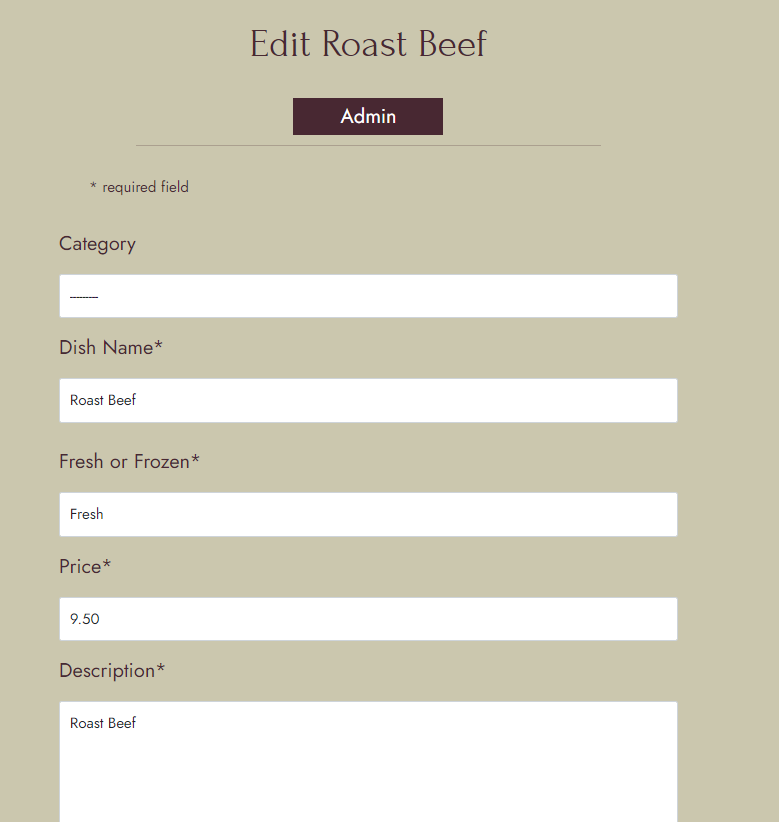 Edit Roast Beef
Admin
* required field
Category
---------
Dish Name*
Roast Beef
Fresh or Frozen*
Fresh
Price*
9.50
Description*
Roast Beef